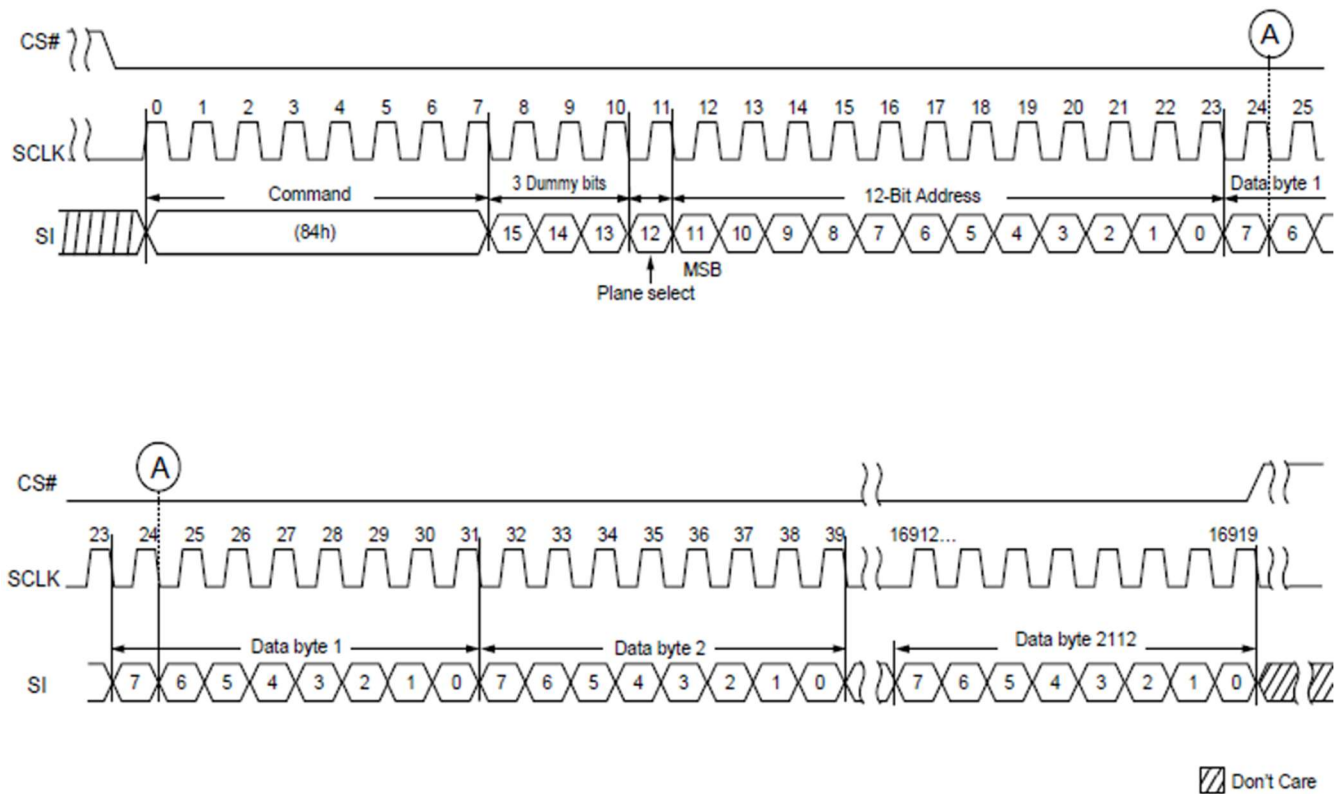 A
CS#
0 1 2 3 4 5 6 7 8 9 10 11 12 13 14 15 16 17 18 19 20 21 22 23 24 25
SCLK
Command 3 Dummy bits 12-Bit Address Data byte 1
SI (84h) 15 14 13 12 11 10 9 8 7 6 5 4 3 2 1 0 7 6
MSB
Plane select
A
CS#
23 24 25 26 27 28 29 30 31 32 33 34 35 36 37 38 39 16912... 16919
SCLK
Data byte 1 Data byte 2 Data byte 2112
SI 7 6 5 4 3 2 1 0 7 6 5 4 3 2 1 0 7 6 5 4 3 2 1 0
Don't Care